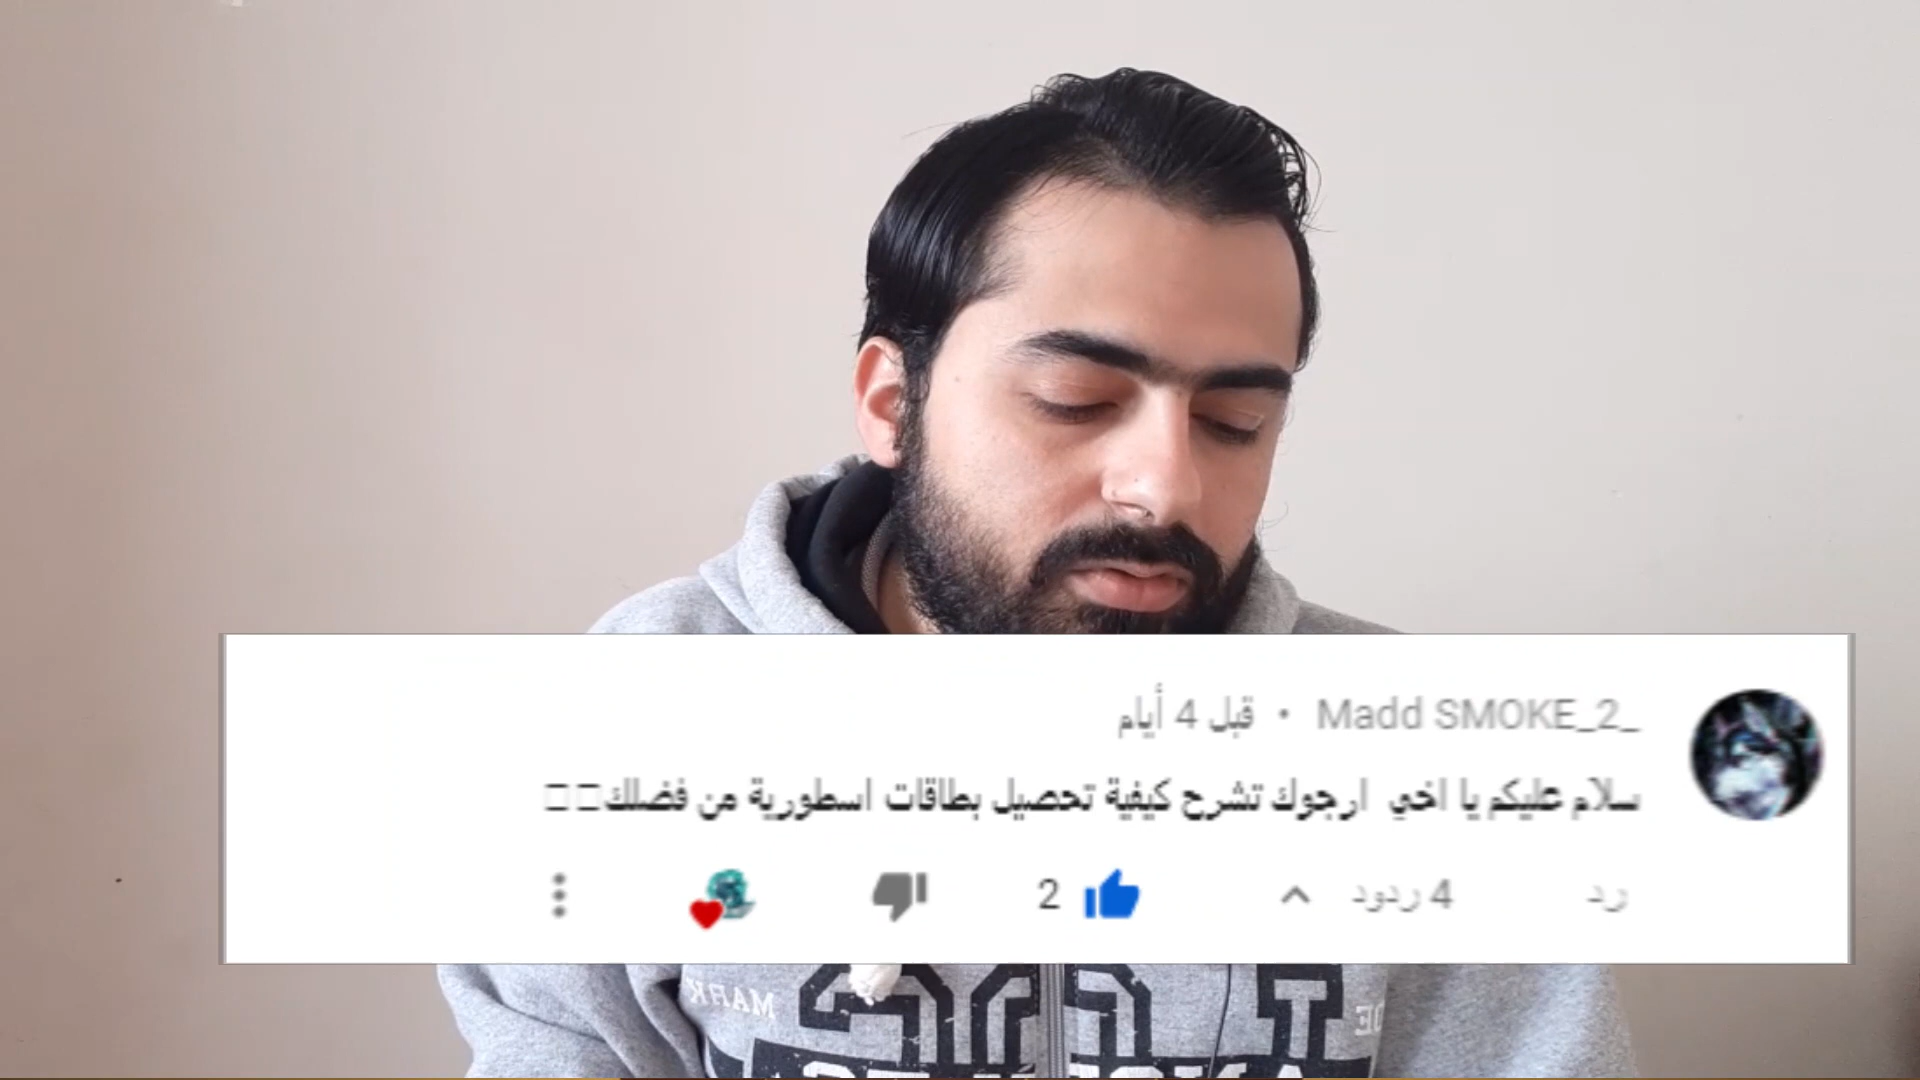 Madd SMOKE_2_ • قبل 4 أيام
سلام عليكم يا اخي ارجوك تشرح كيفية تحصيل بطاقات اسطورية من فضلك
رد 4 ردود 2
MARK